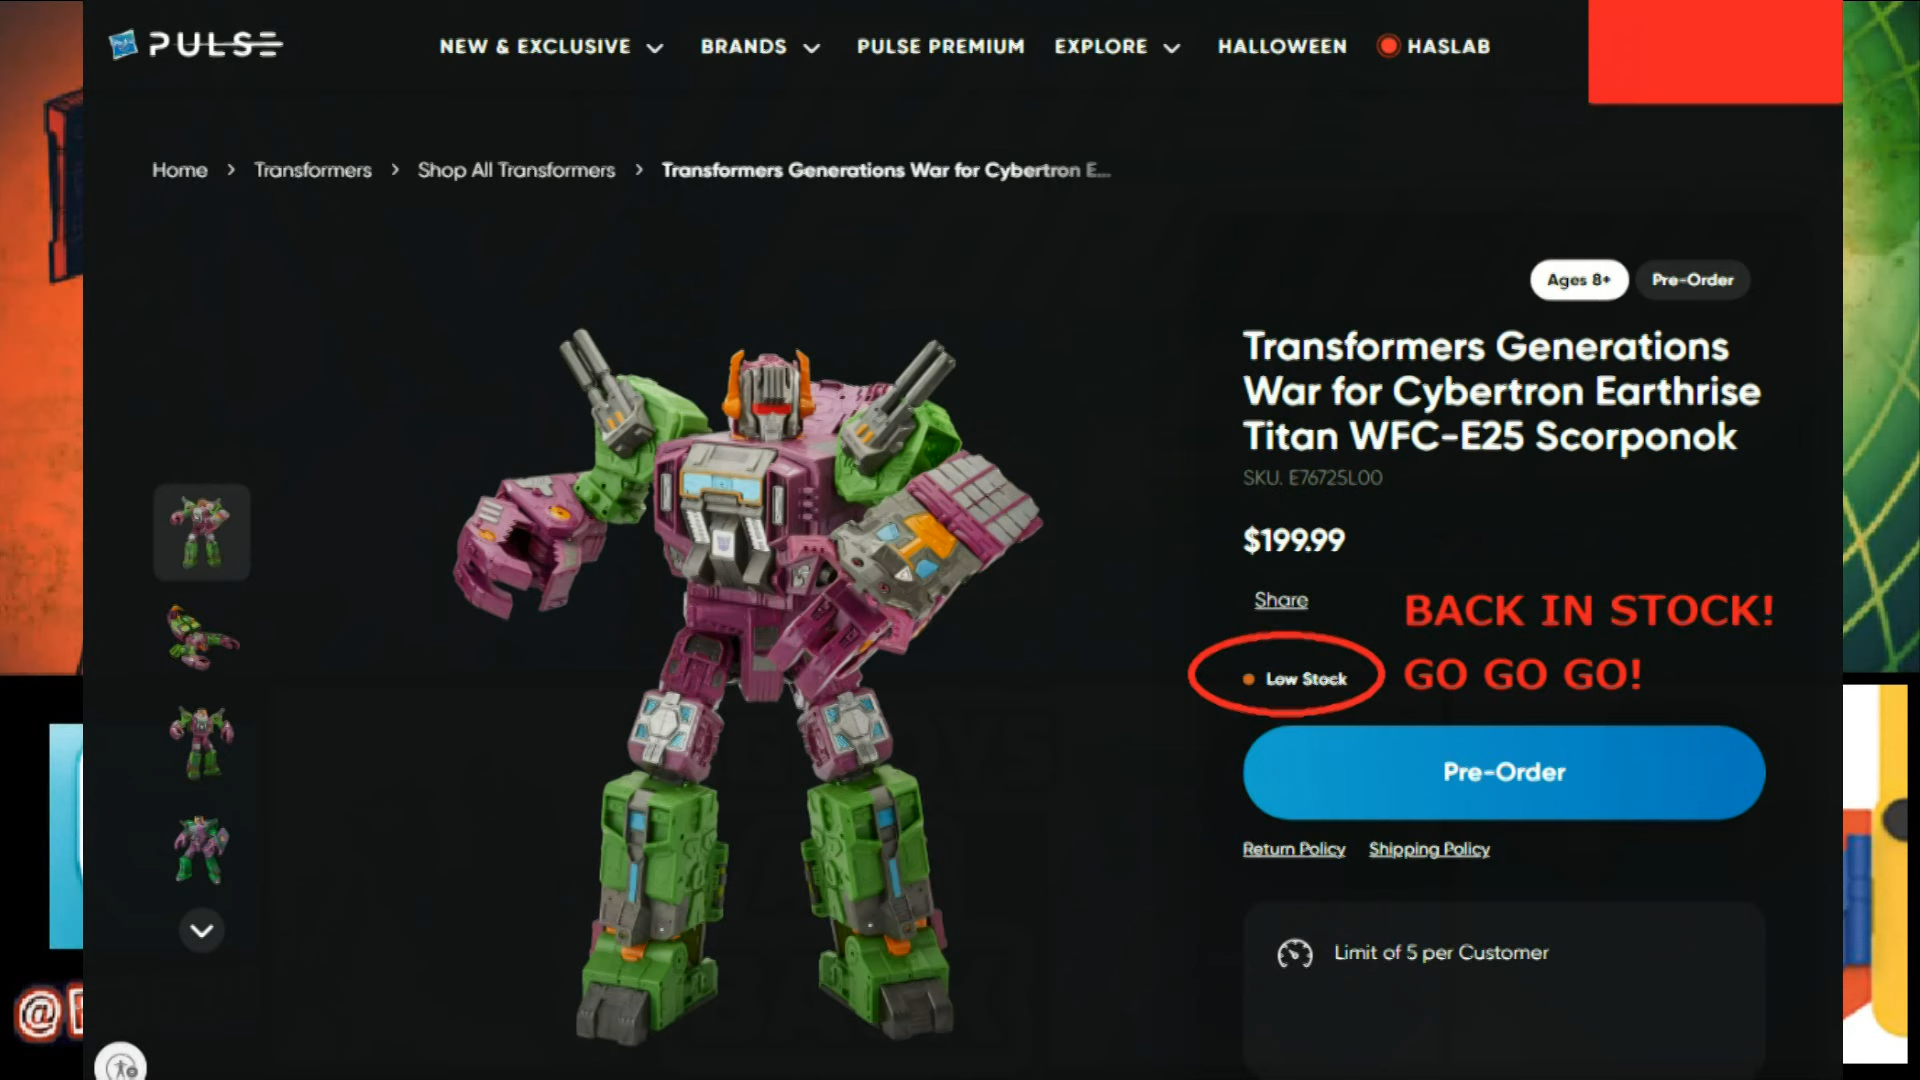 PULSE
NEW & EXCLUSIVE
BRANDS
PULSE PREMIUM
EXPLORE
HALLOWEEN
HASLAB
Home > Transformers > Shop All Transformers > Transformers Generations War for Cybertron E...
Ages 8+
Pre-Order
Transformers Generations
War for Cybertron Earthrise
Titan WFC-E25 Scorponok
SKU. E76725L00
$199.99
Share
BACK IN STOCK!
GO GO GO!
Low Stock
Pre-Order
Return Policy
Shipping Policy
Limit of 5 per Customer
@